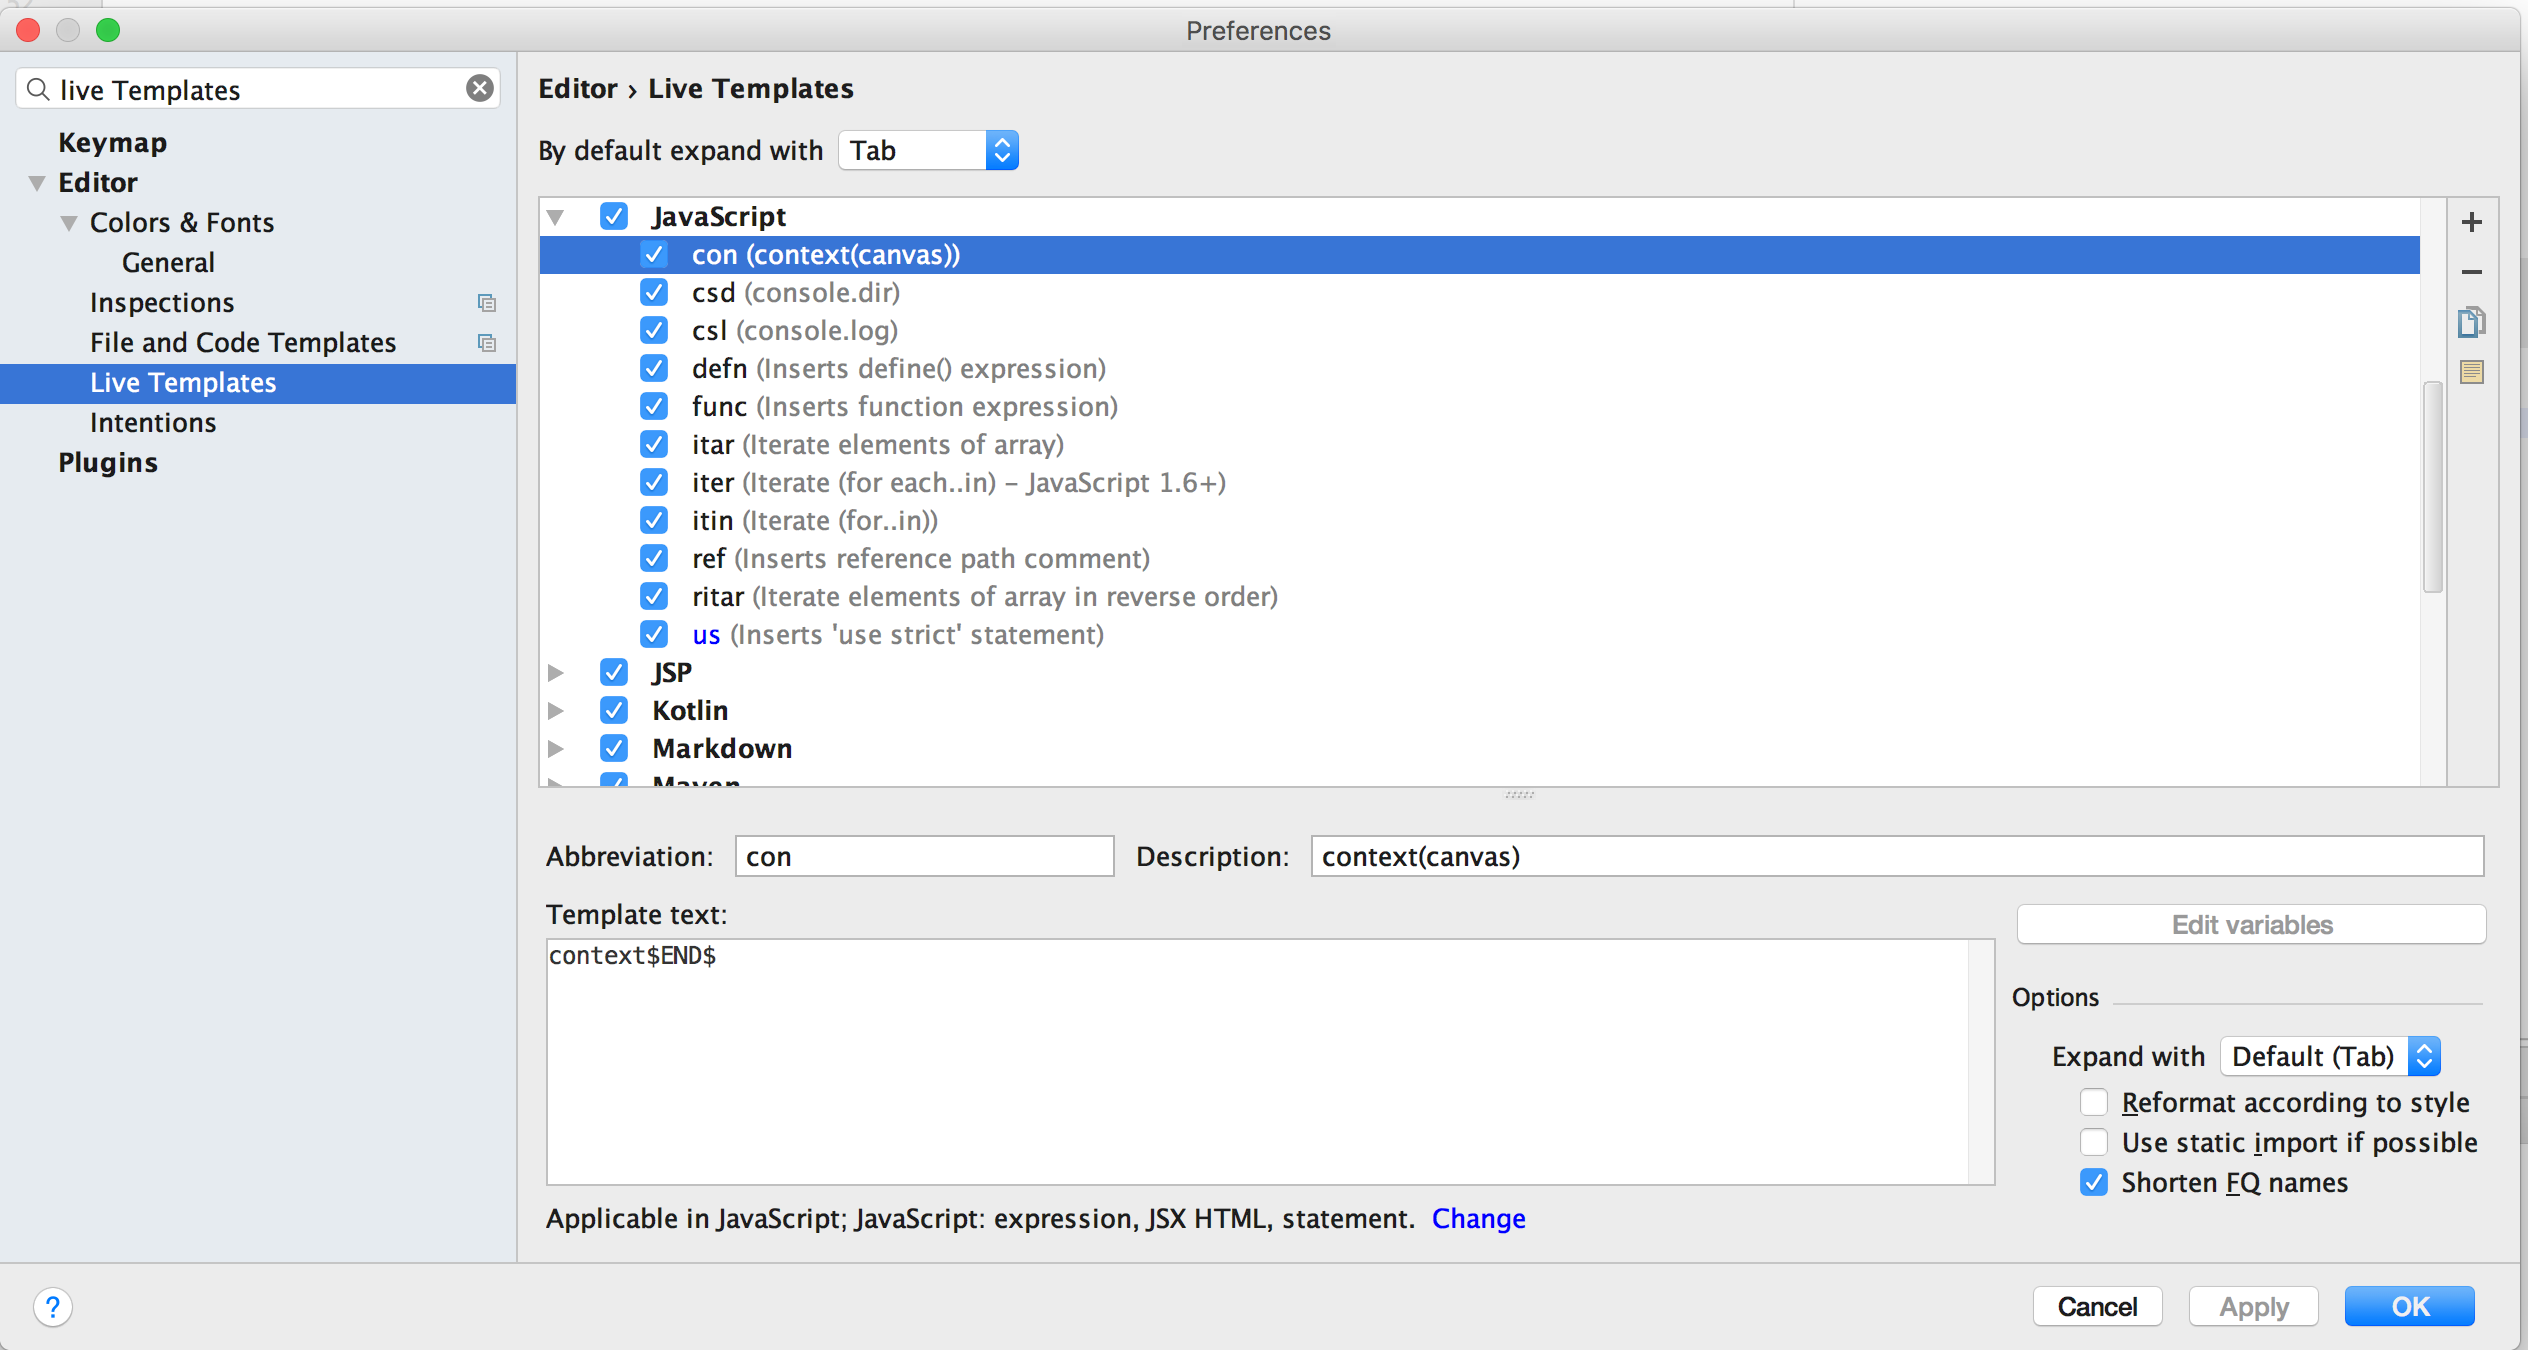 Preferences
live Templates
Keymap
Editor
Colors & Fonts
General
Inspections
File and Code Templates
Live Templates
Intentions
Plugins
Editor › Live Templates
By default expand with Tab
JavaScript
con (context(canvas))
csd (console.dir)
csl (console.log)
defn (Inserts define() expression)
func (Inserts function expression)
itar (Iterate elements of array)
iter (Iterate (for each..in) – JavaScript 1.6+)
itin (Iterate (for..in))
ref (Inserts reference path comment)
ritar (Iterate elements of array in reverse order)
us (Inserts 'use strict' statement)
JSP
Kotlin
Markdown
Maven
Abbreviation: con Description: context(canvas)
Template text:
Edit variables
context$END$
Options
Expand with Default (Tab)
Reformat according to style
Use static import if possible
Shorten FQ names
Applicable in JavaScript; JavaScript: expression, JSX HTML, statement. Change
? Cancel Apply OK